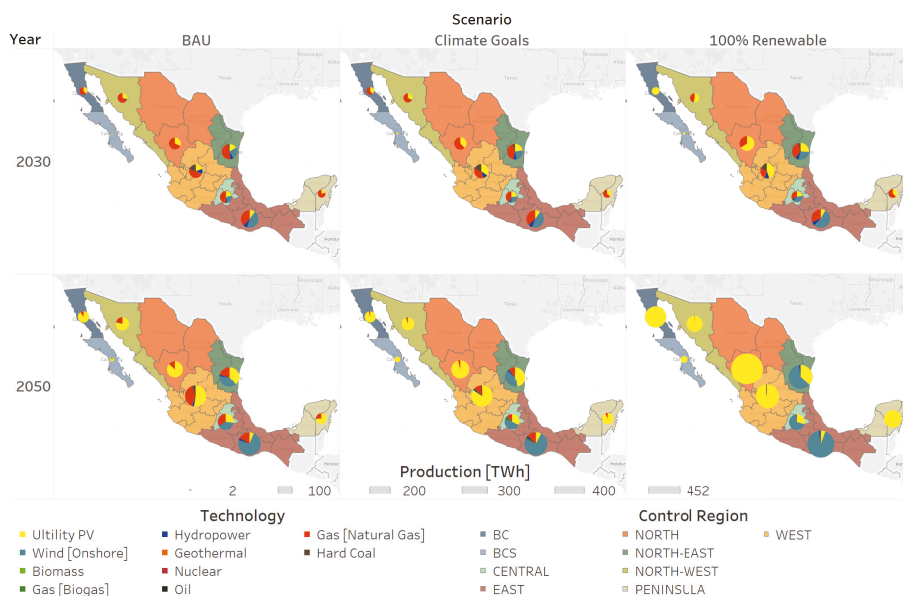 Scenario
Year BAU Climate Goals 100% Renewable
2030
2050
Production [TWh]
2 100 200 300 400 452
Technology Control Region
Ultility PV Hydropower Gas [Natural Gas] BC NORTH WEST
Wind [Onshore] Geothermal Hard Coal BCS NORTH-EAST
Biomass Nuclear CENTRAL NORTH-WEST
Gas [Biogas] Oil EAST PENINSULA